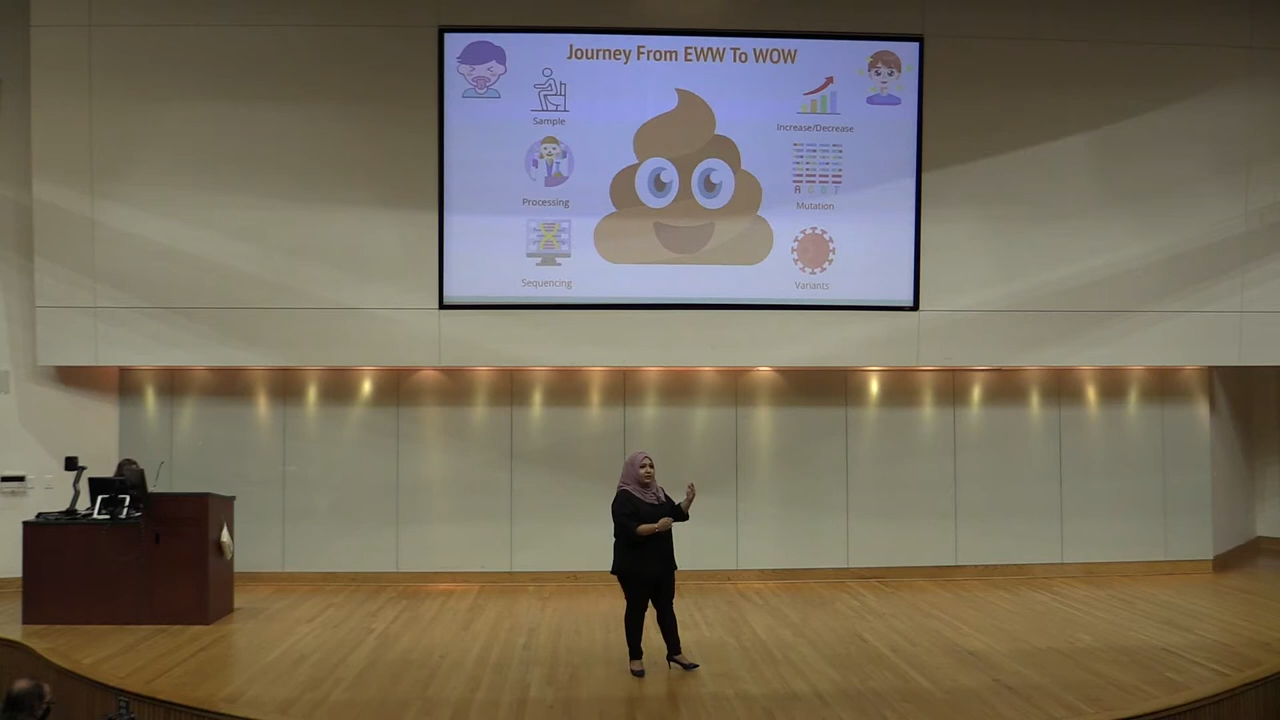 Journey From EWW To WOW
Sample
Processing
Sequencing
Increase/Decrease
A C G T
Mutation
Variants